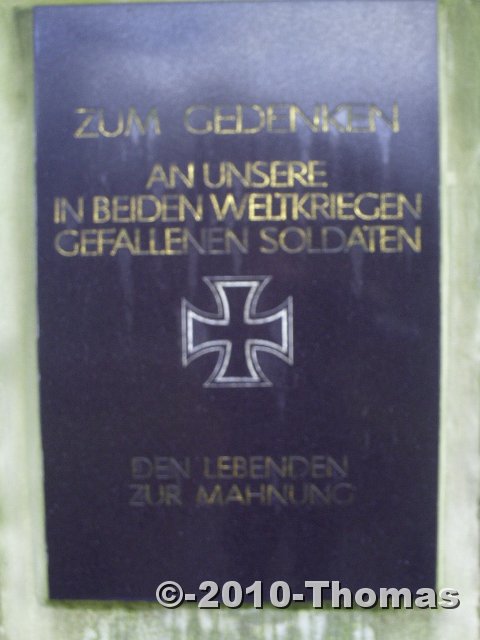 ZUM GEDENKEN
AN UNSERE
IN BEIDEN WELTKRIEGEN
GEFALLENEN SOLDATEN
DEN LEBENDEN
ZUR MAHNUNG
©-2010-Thomas